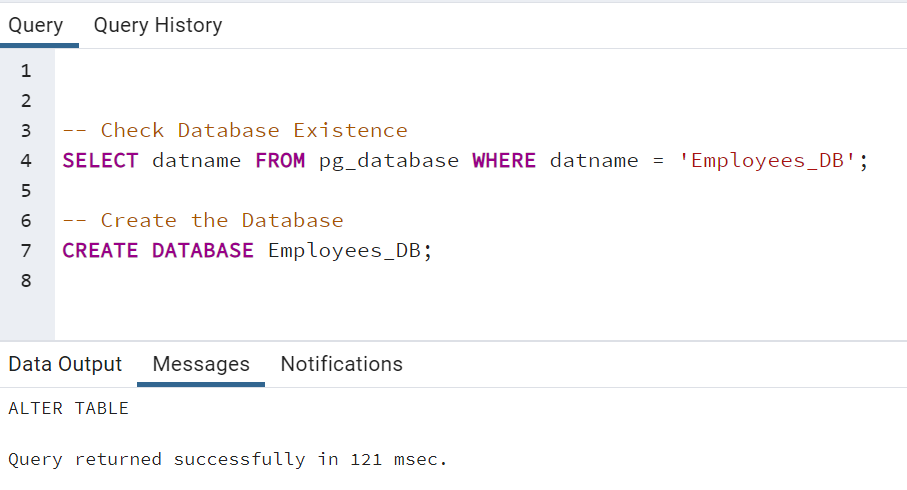 Query Query History
1
2
3 -- Check Database Existence
4 SELECT datname FROM pg_database WHERE datname = 'Employees_DB';
5
6 -- Create the Database
7 CREATE DATABASE Employees_DB;
8
Data Output Messages Notifications
ALTER TABLE
Query returned successfully in 121 msec.